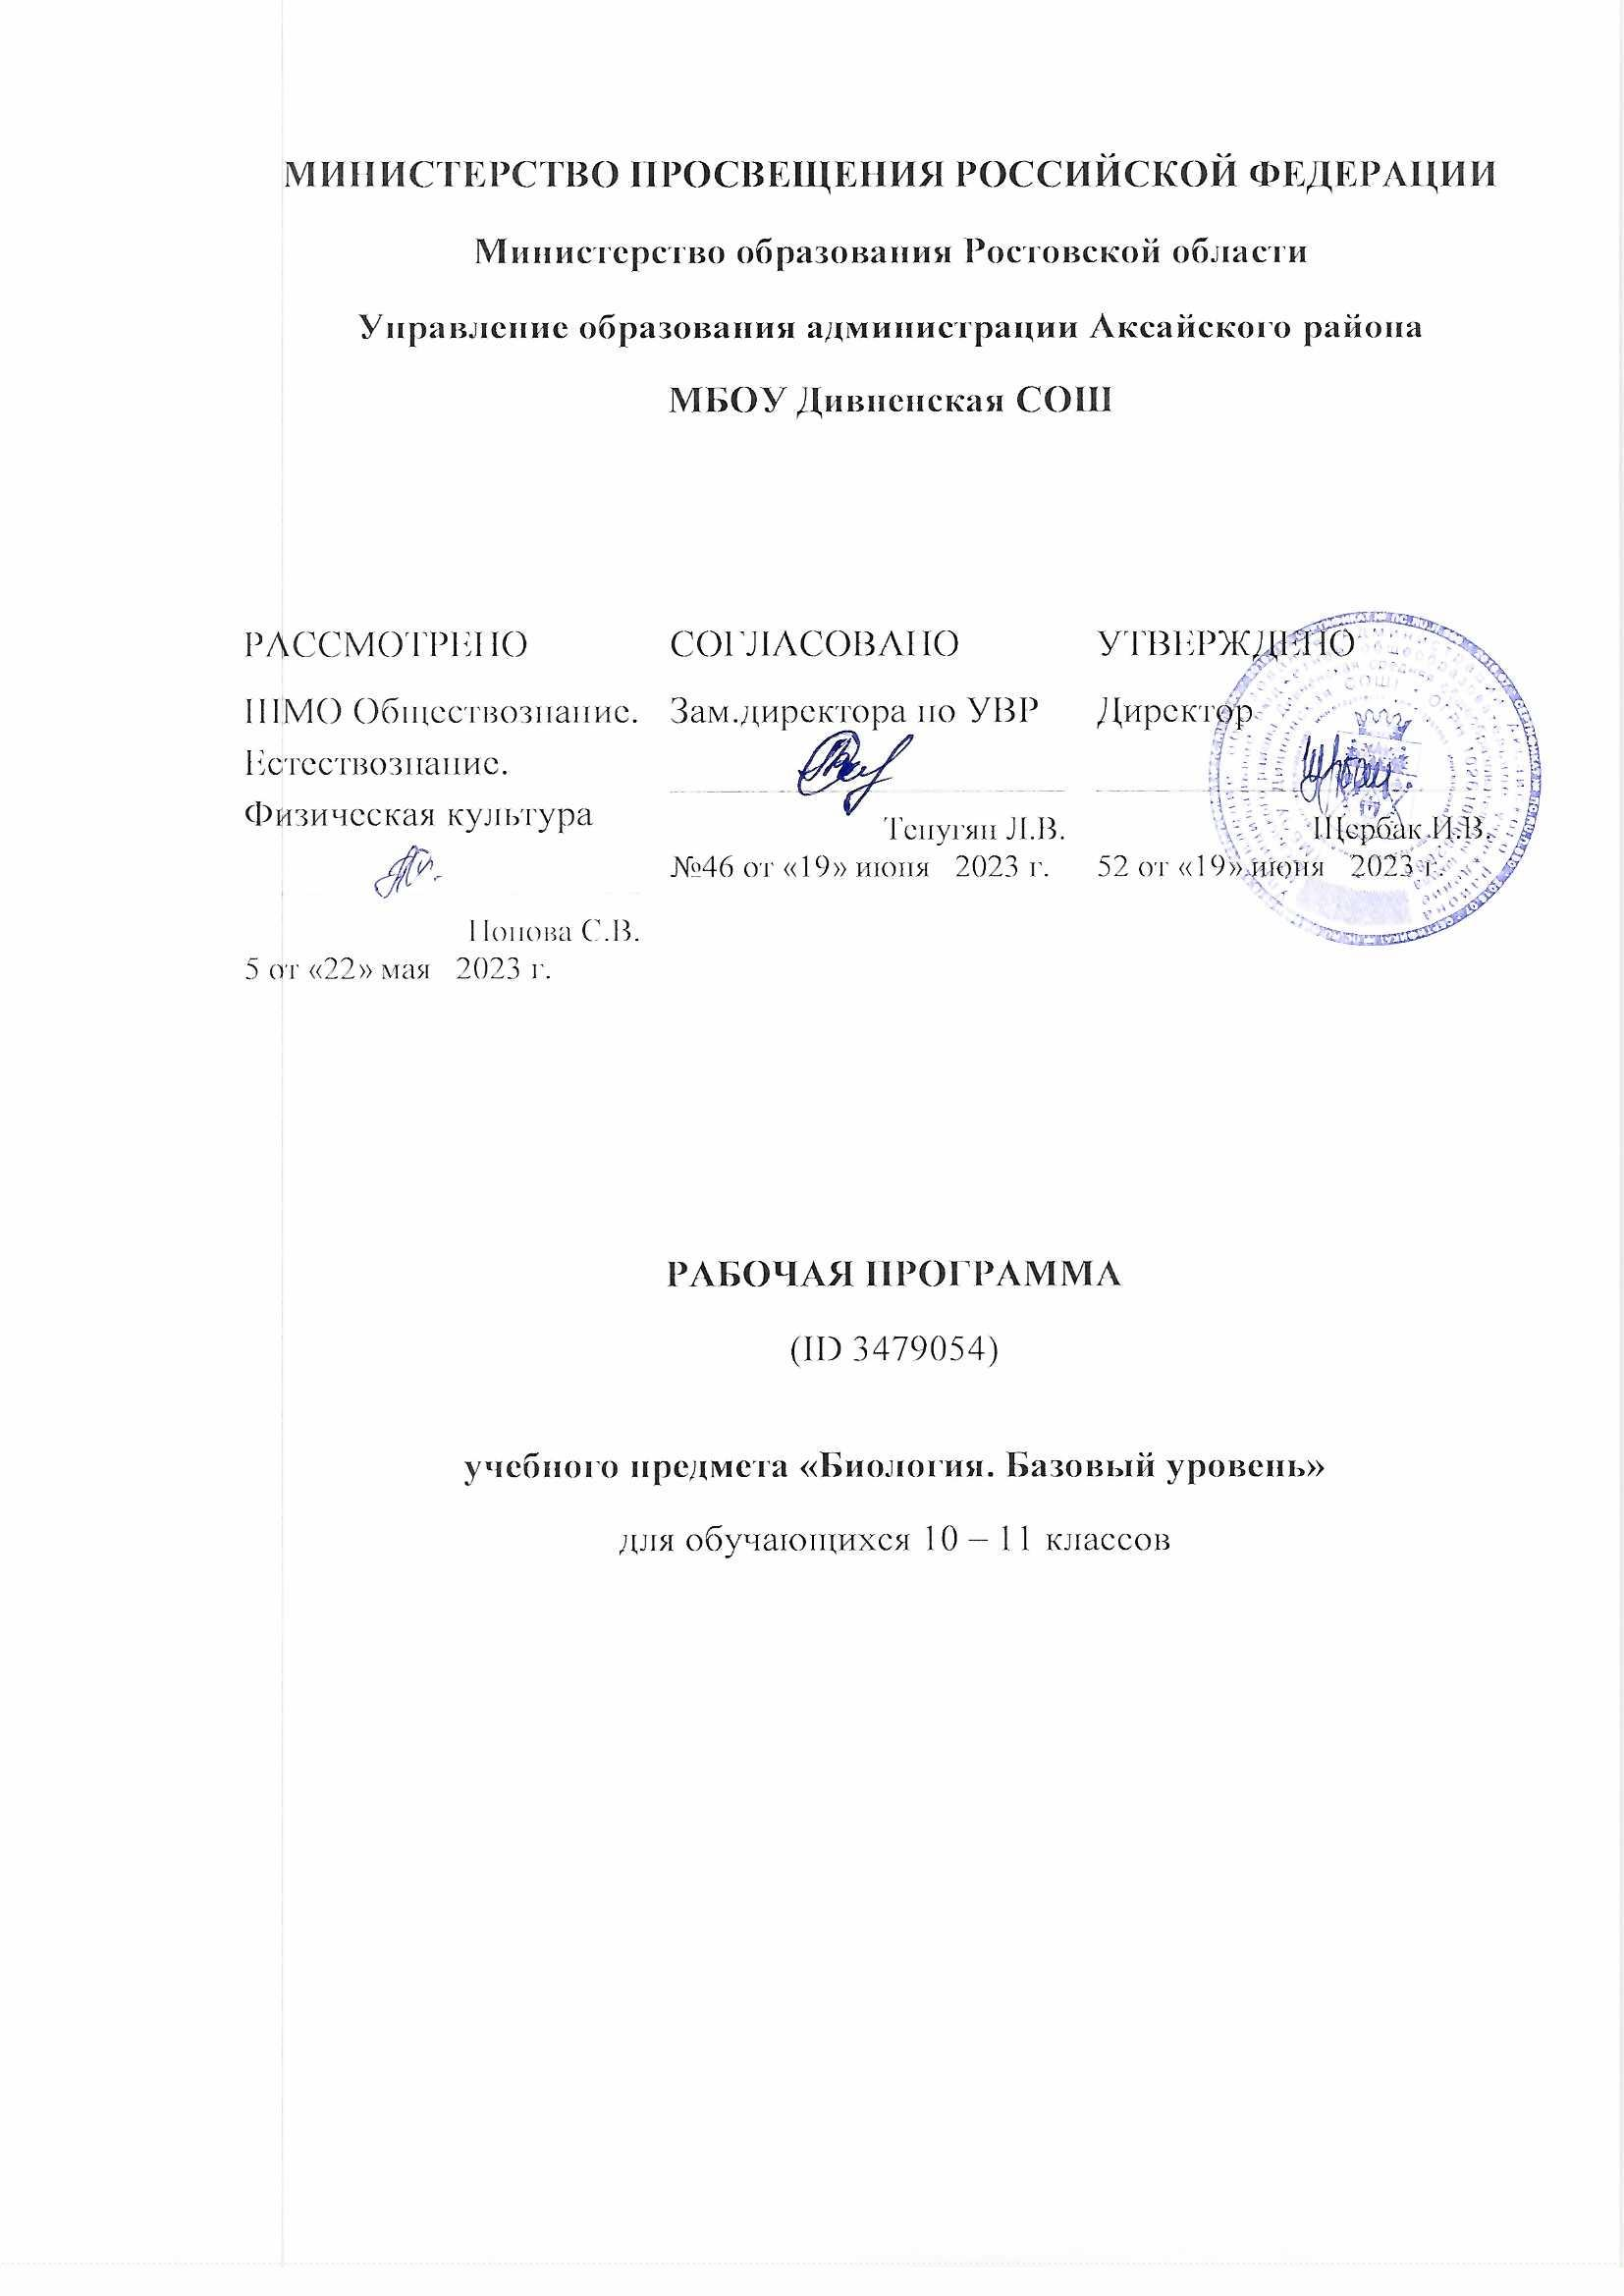 МИНИСТЕРСТВО ПРОСВЕЩЕНИЯ РОССИЙСКОЙ ФЕДЕРАЦИИ
Министерство образования Ростовской области
Управление образования администрации Аксайского района
МБОУ Дивненская СОШ
РАССМОТРЕНО
ШМО Обществознание.
Естествознание.
Физическая культура
Попова С.В.
5 от «22» мая 2023 г.
СОГЛАСОВАНО
Зам.директора по УВР
Тенугян Л.В.
№46 от «19» июня 2023 г.
УТВЕРЖДЕНО
Директор
Щербак И.В.
52 от «19» июня 2023 г.
РАБОЧАЯ ПРОГРАММА
(ID 3479054)
учебного предмета «Биология. Базовый уровень»
для обучающихся 10 – 11 классов